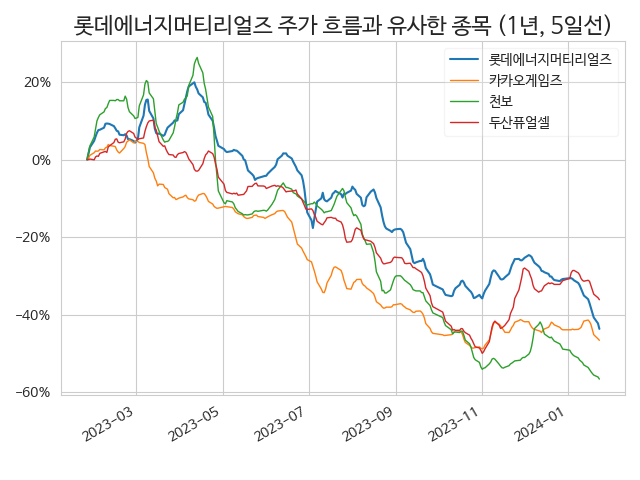 롯데에너지머티리얼즈 주가 흐름과 유사한 종목 (1년, 5일선)
롯데에너지머티리얼즈
카카오게임즈
천보
두산퓨얼셀
20%
0%
−20%
−40%
−60%
2023−03
2023−05
2023−07
2023−09
2023−11
2024−01